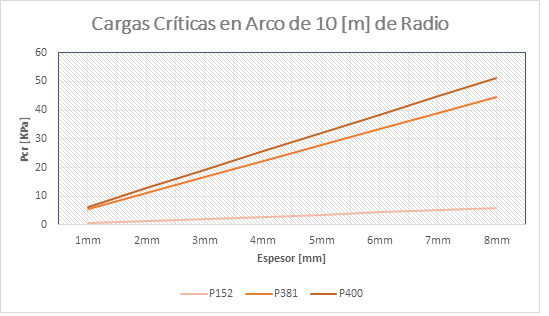 Cargas Críticas en Arco de 10 [m] de Radio
60
50
40
30
20
10
0
Pcr [KPa]
1mm 2mm 3mm 4mm 5mm 6mm 7mm 8mm
Espesor [mm]
P152 P381 P400